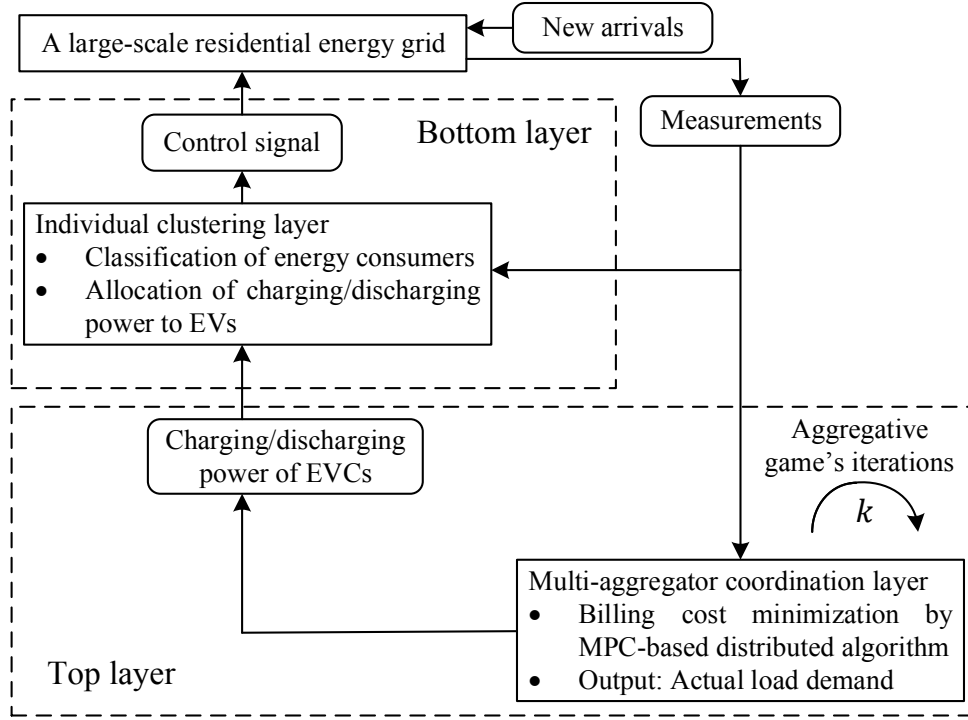 A large-scale residential energy grid
New arrivals
Measurements
Bottom layer
Control signal
Individual clustering layer
• Classification of energy consumers
• Allocation of charging/discharging
power to EVs
Charging/discharging
power of EVCs
Aggregative
game's iterations
k
Multi-aggregator coordination layer
• Billing cost minimization by
MPC-based distributed algorithm
• Output: Actual load demand
Top layer